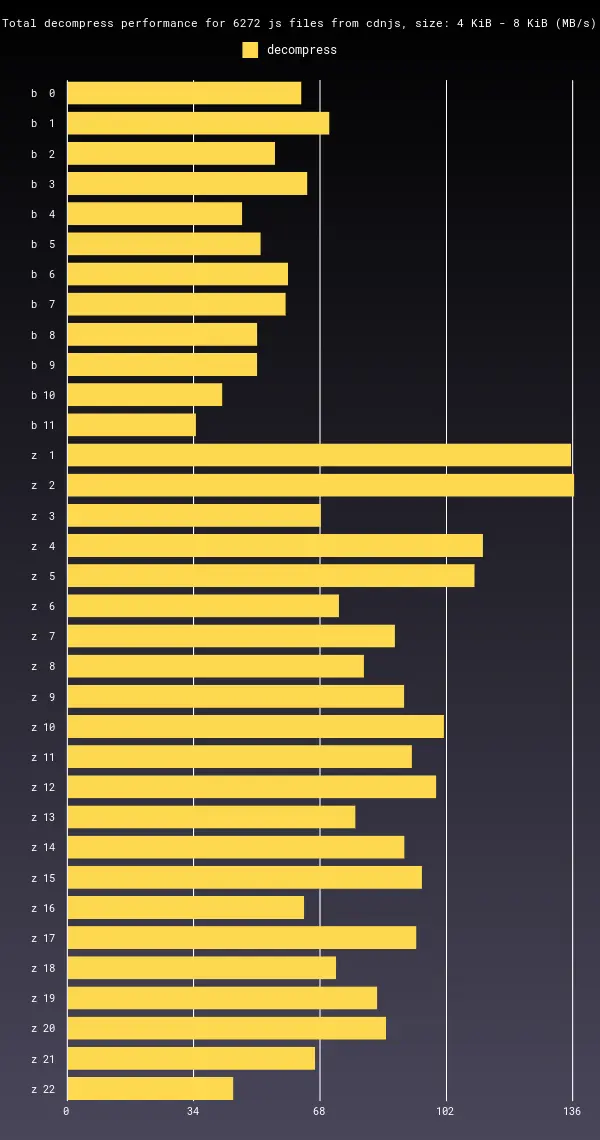 Total decompress performance for 6272 js files from cdnjs, size: 4 KiB - 8 KiB (MB/s)
decompress
b 0
b 1
b 2
b 3
b 4
b 5
b 6
b 7
b 8
b 9
b 10
b 11
z 1
z 2
z 3
z 4
z 5
z 6
z 7
z 8
z 9
z 10
z 11
z 12
z 13
z 14
z 15
z 16
z 17
z 18
z 19
z 20
z 21
z 22
0 34 68 102 136